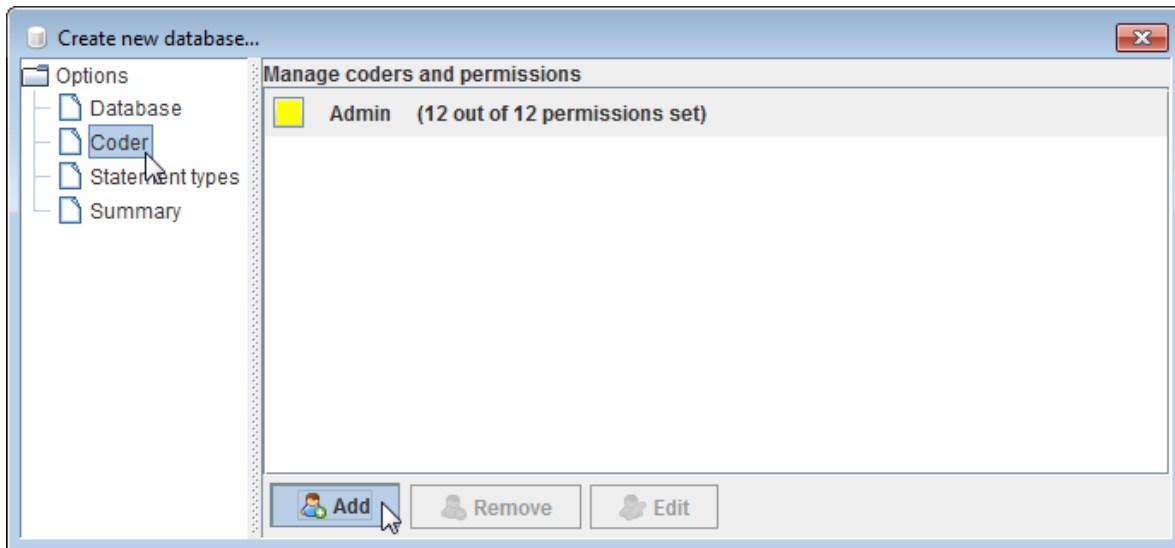 Create new database...
Options
Database
Coder
Statement types
Summary
Manage coders and permissions
Admin (12 out of 12 permissions set)
Add
Remove
Edit